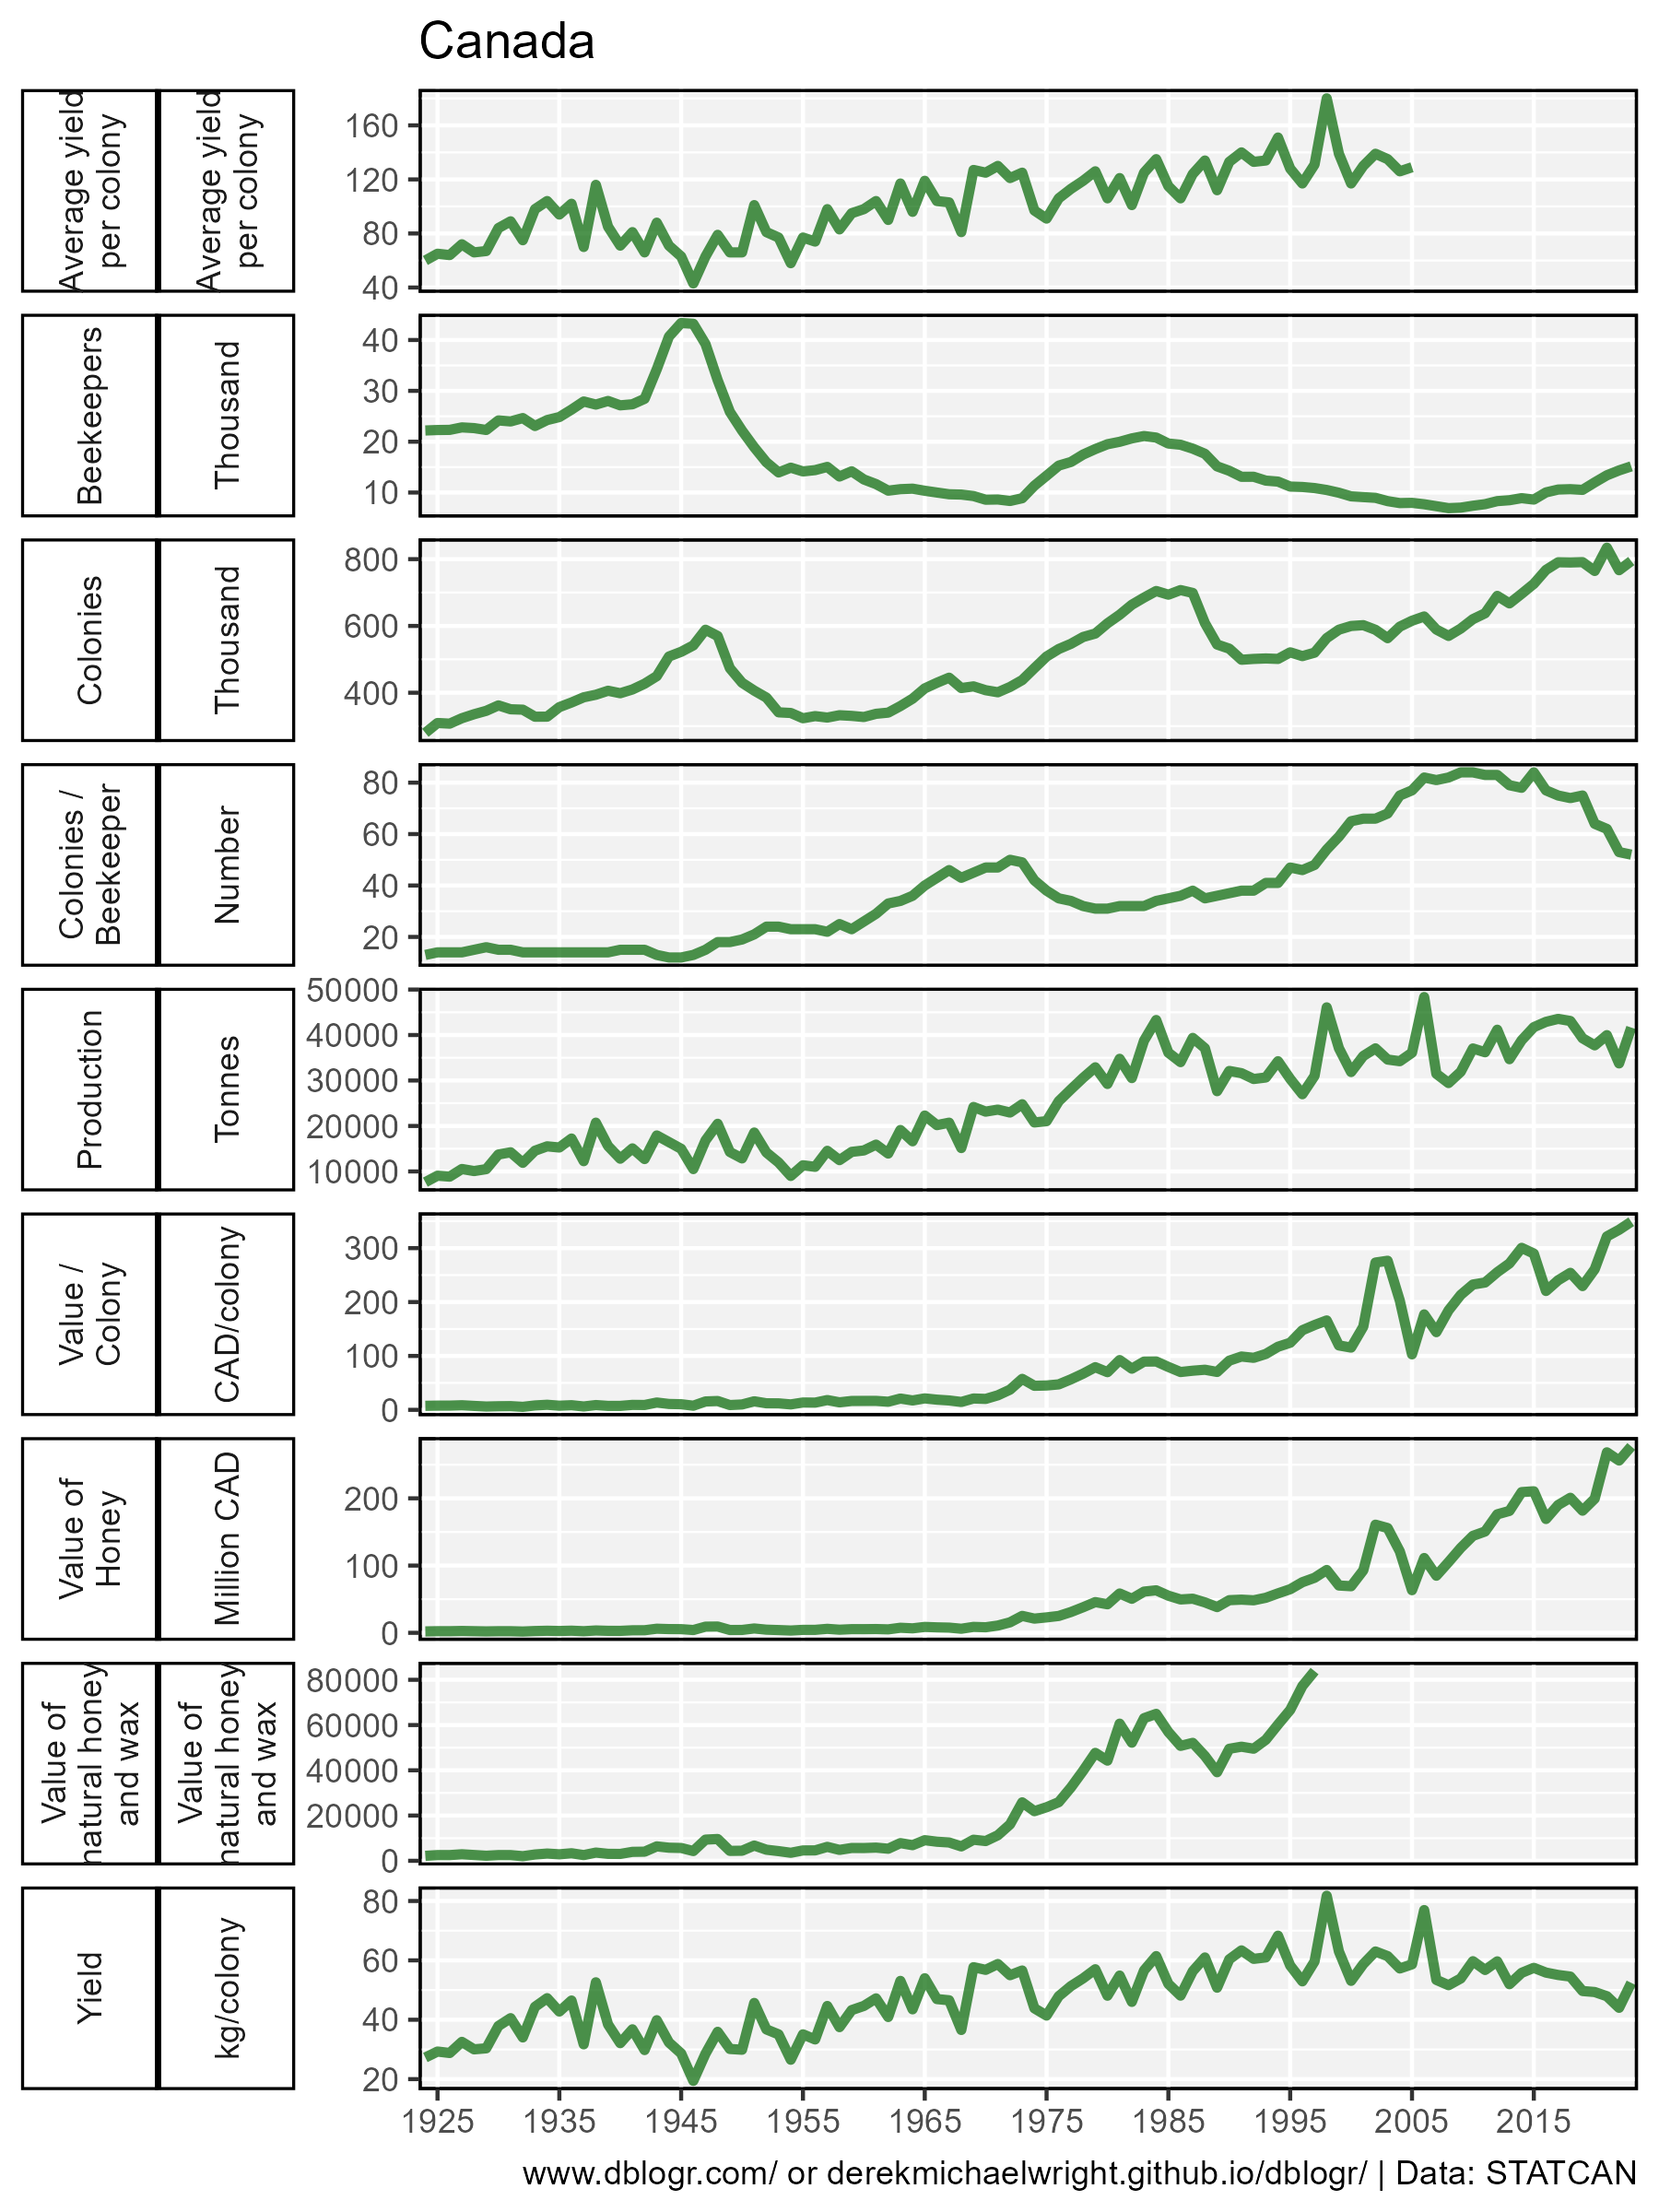 Canada
Average yield
per colony
Average yield
per colony
160
120
80
40
Beekeepers
Thousand
40
30
20
10
Colonies
Thousand
800
600
400
Colonies /
Beekeeper
Number
80
60
40
20
Production
Tonnes
50000
40000
30000
20000
10000
Value /
Colony
CAD/colony
300
200
100
0
Value of
Honey
Million CAD
200
100
0
Value of
natural honey
and wax
Value of
natural honey
and wax
80000
60000
40000
20000
0
Yield
kg/colony
80
60
40
20
1925 1935 1945 1955 1965 1975 1985 1995 2005 2015
www.dblogr.com/ or derekmichaelwright.github.io/dblogr/ | Data: STATCAN